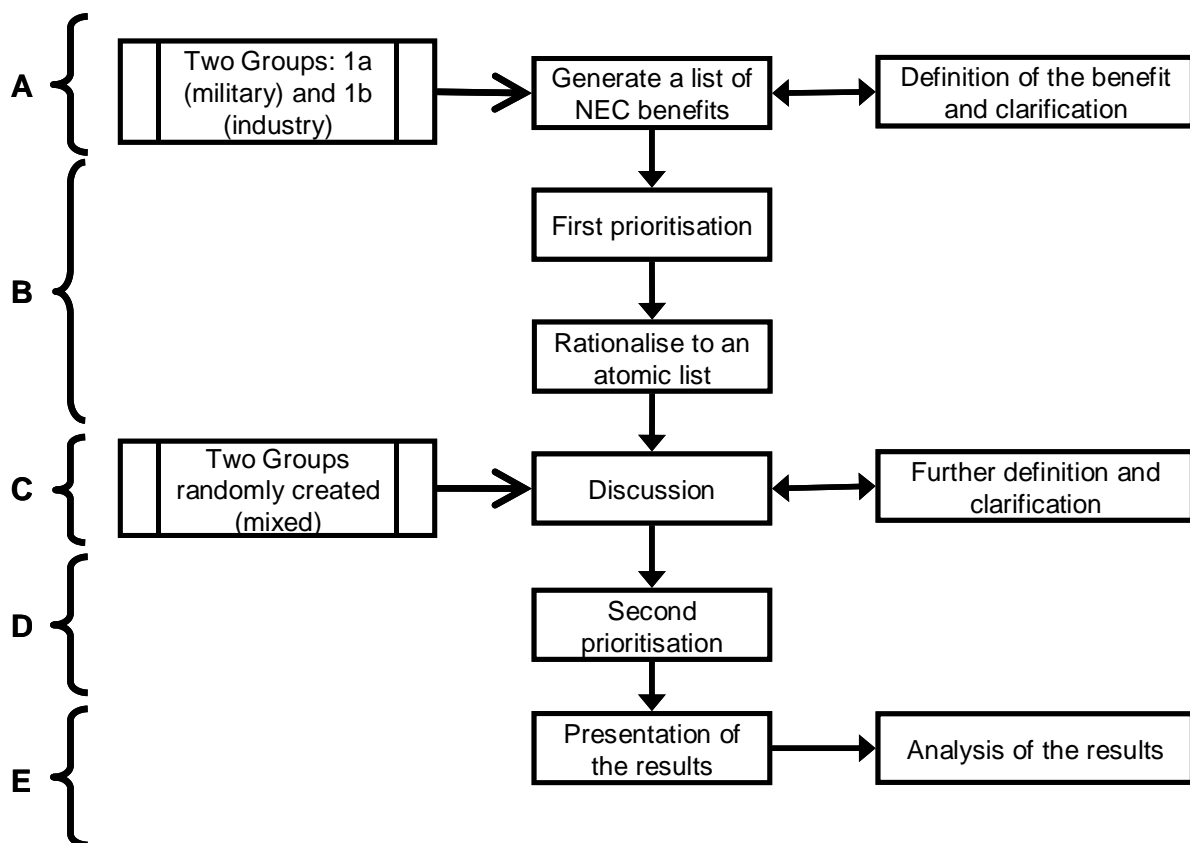 A
Two Groups: 1a
(military) and 1b
(industry)
Generate a list of
NEC benefits
Definition of the benefit
and clarification
B
First prioritisation
Rationalise to an
atomic list
C
Two Groups
randomly created
(mixed)
Discussion
Further definition and
clarification
D
Second
prioritisation
E
Presentation of
the results
Analysis of the results